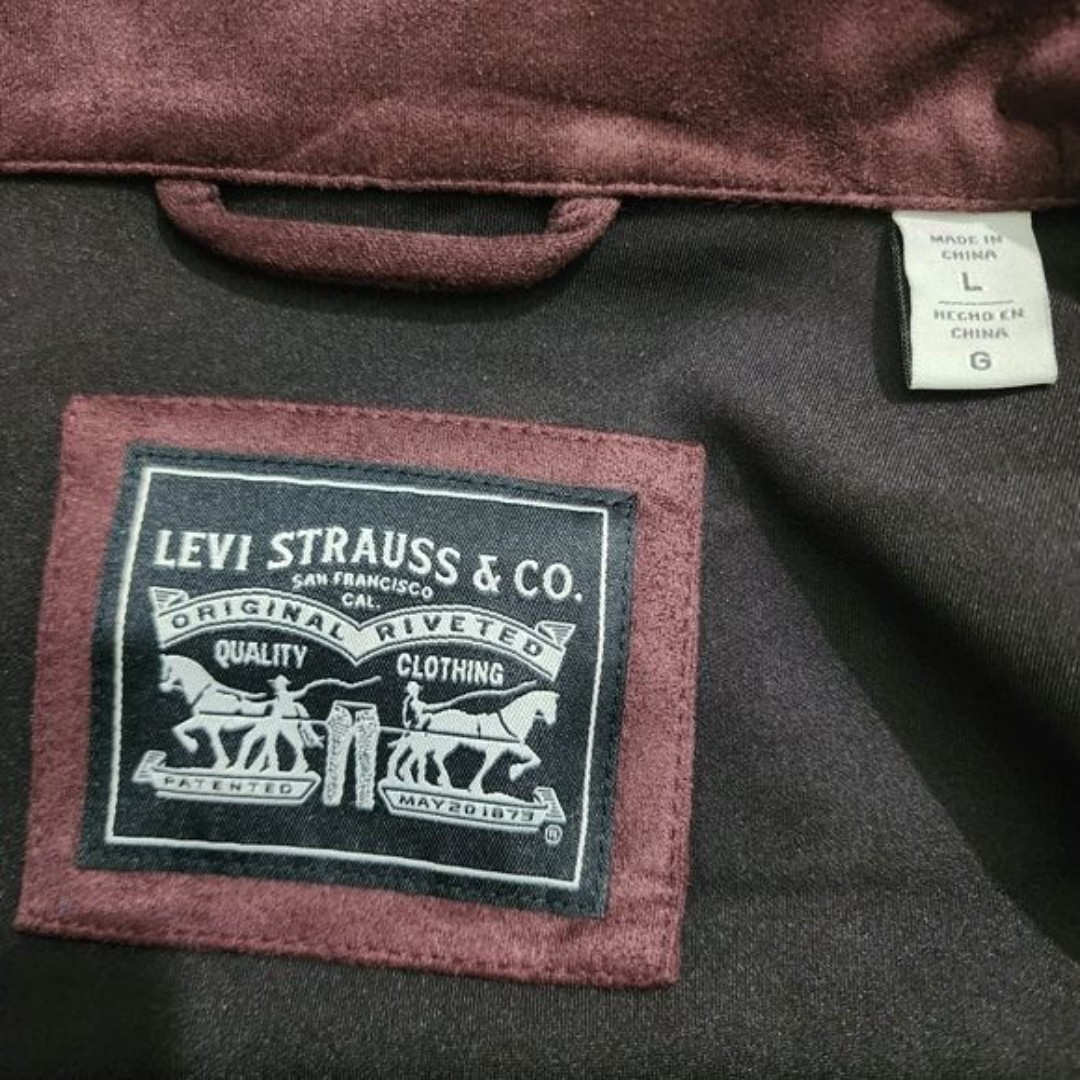 MADE IN
CHINA
L
HECHO EN
CHINA
G
LEVI STRAUSS & CO.
SAN FRANCISCO
CAL.
ORIGINAL RIVETED
QUALITY CLOTHING
PATENTED MAY 20 1873
®